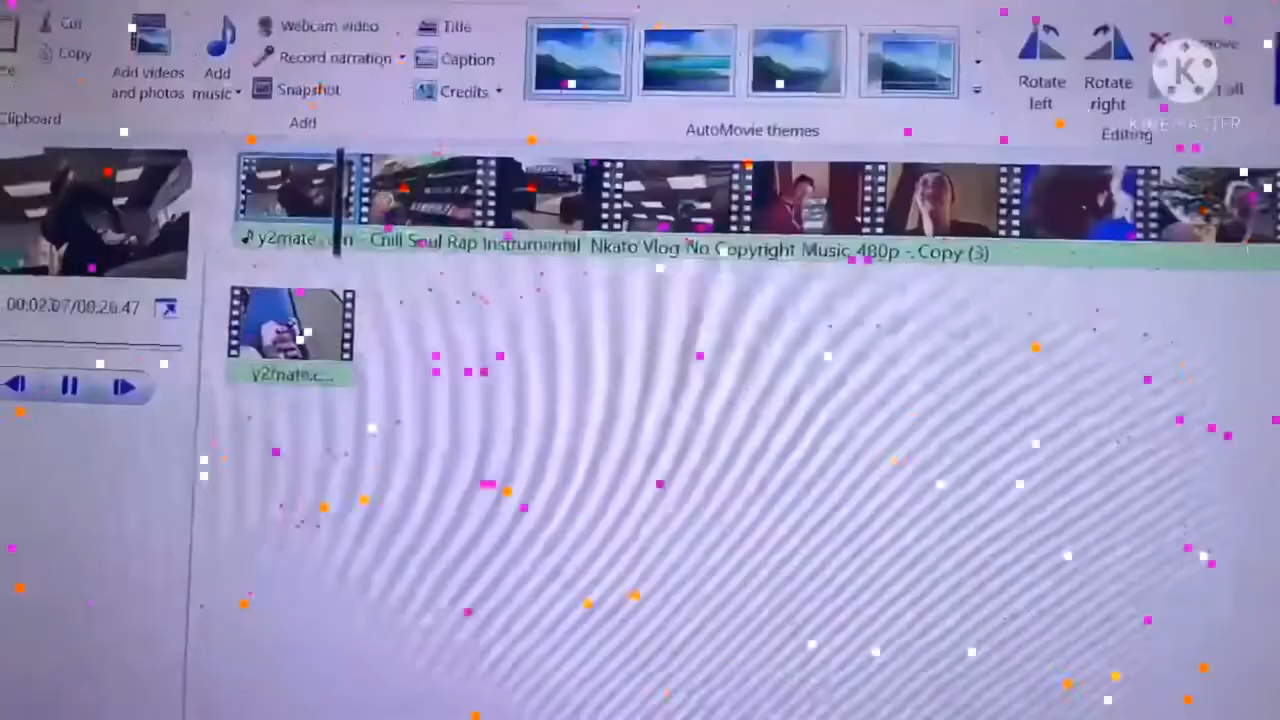 Cut
Copy
Clipboard
Add videos
and photos
Add
music
Webcam video
Record narration
Snapshot
Title
Caption
Credits
Add
AutoMovie themes
Rotate
left
Rotate
right
Editing
KINEMASTER
Chill Soul Rap Instrumental Nkato Vlog No Copyright Music 480p - Copy (3)
00:02.07/00:26.47
y2mate.c...